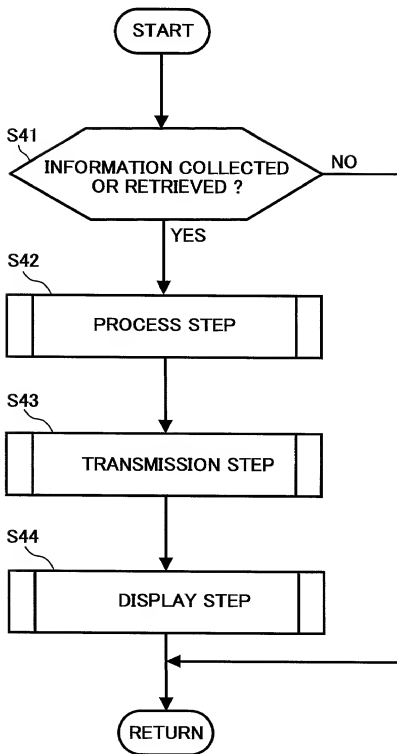 START
S41
INFORMATION COLLECTED
OR RETRIEVED ?
NO
YES
S42
PROCESS STEP
S43
TRANSMISSION STEP
S44
DISPLAY STEP
RETURN